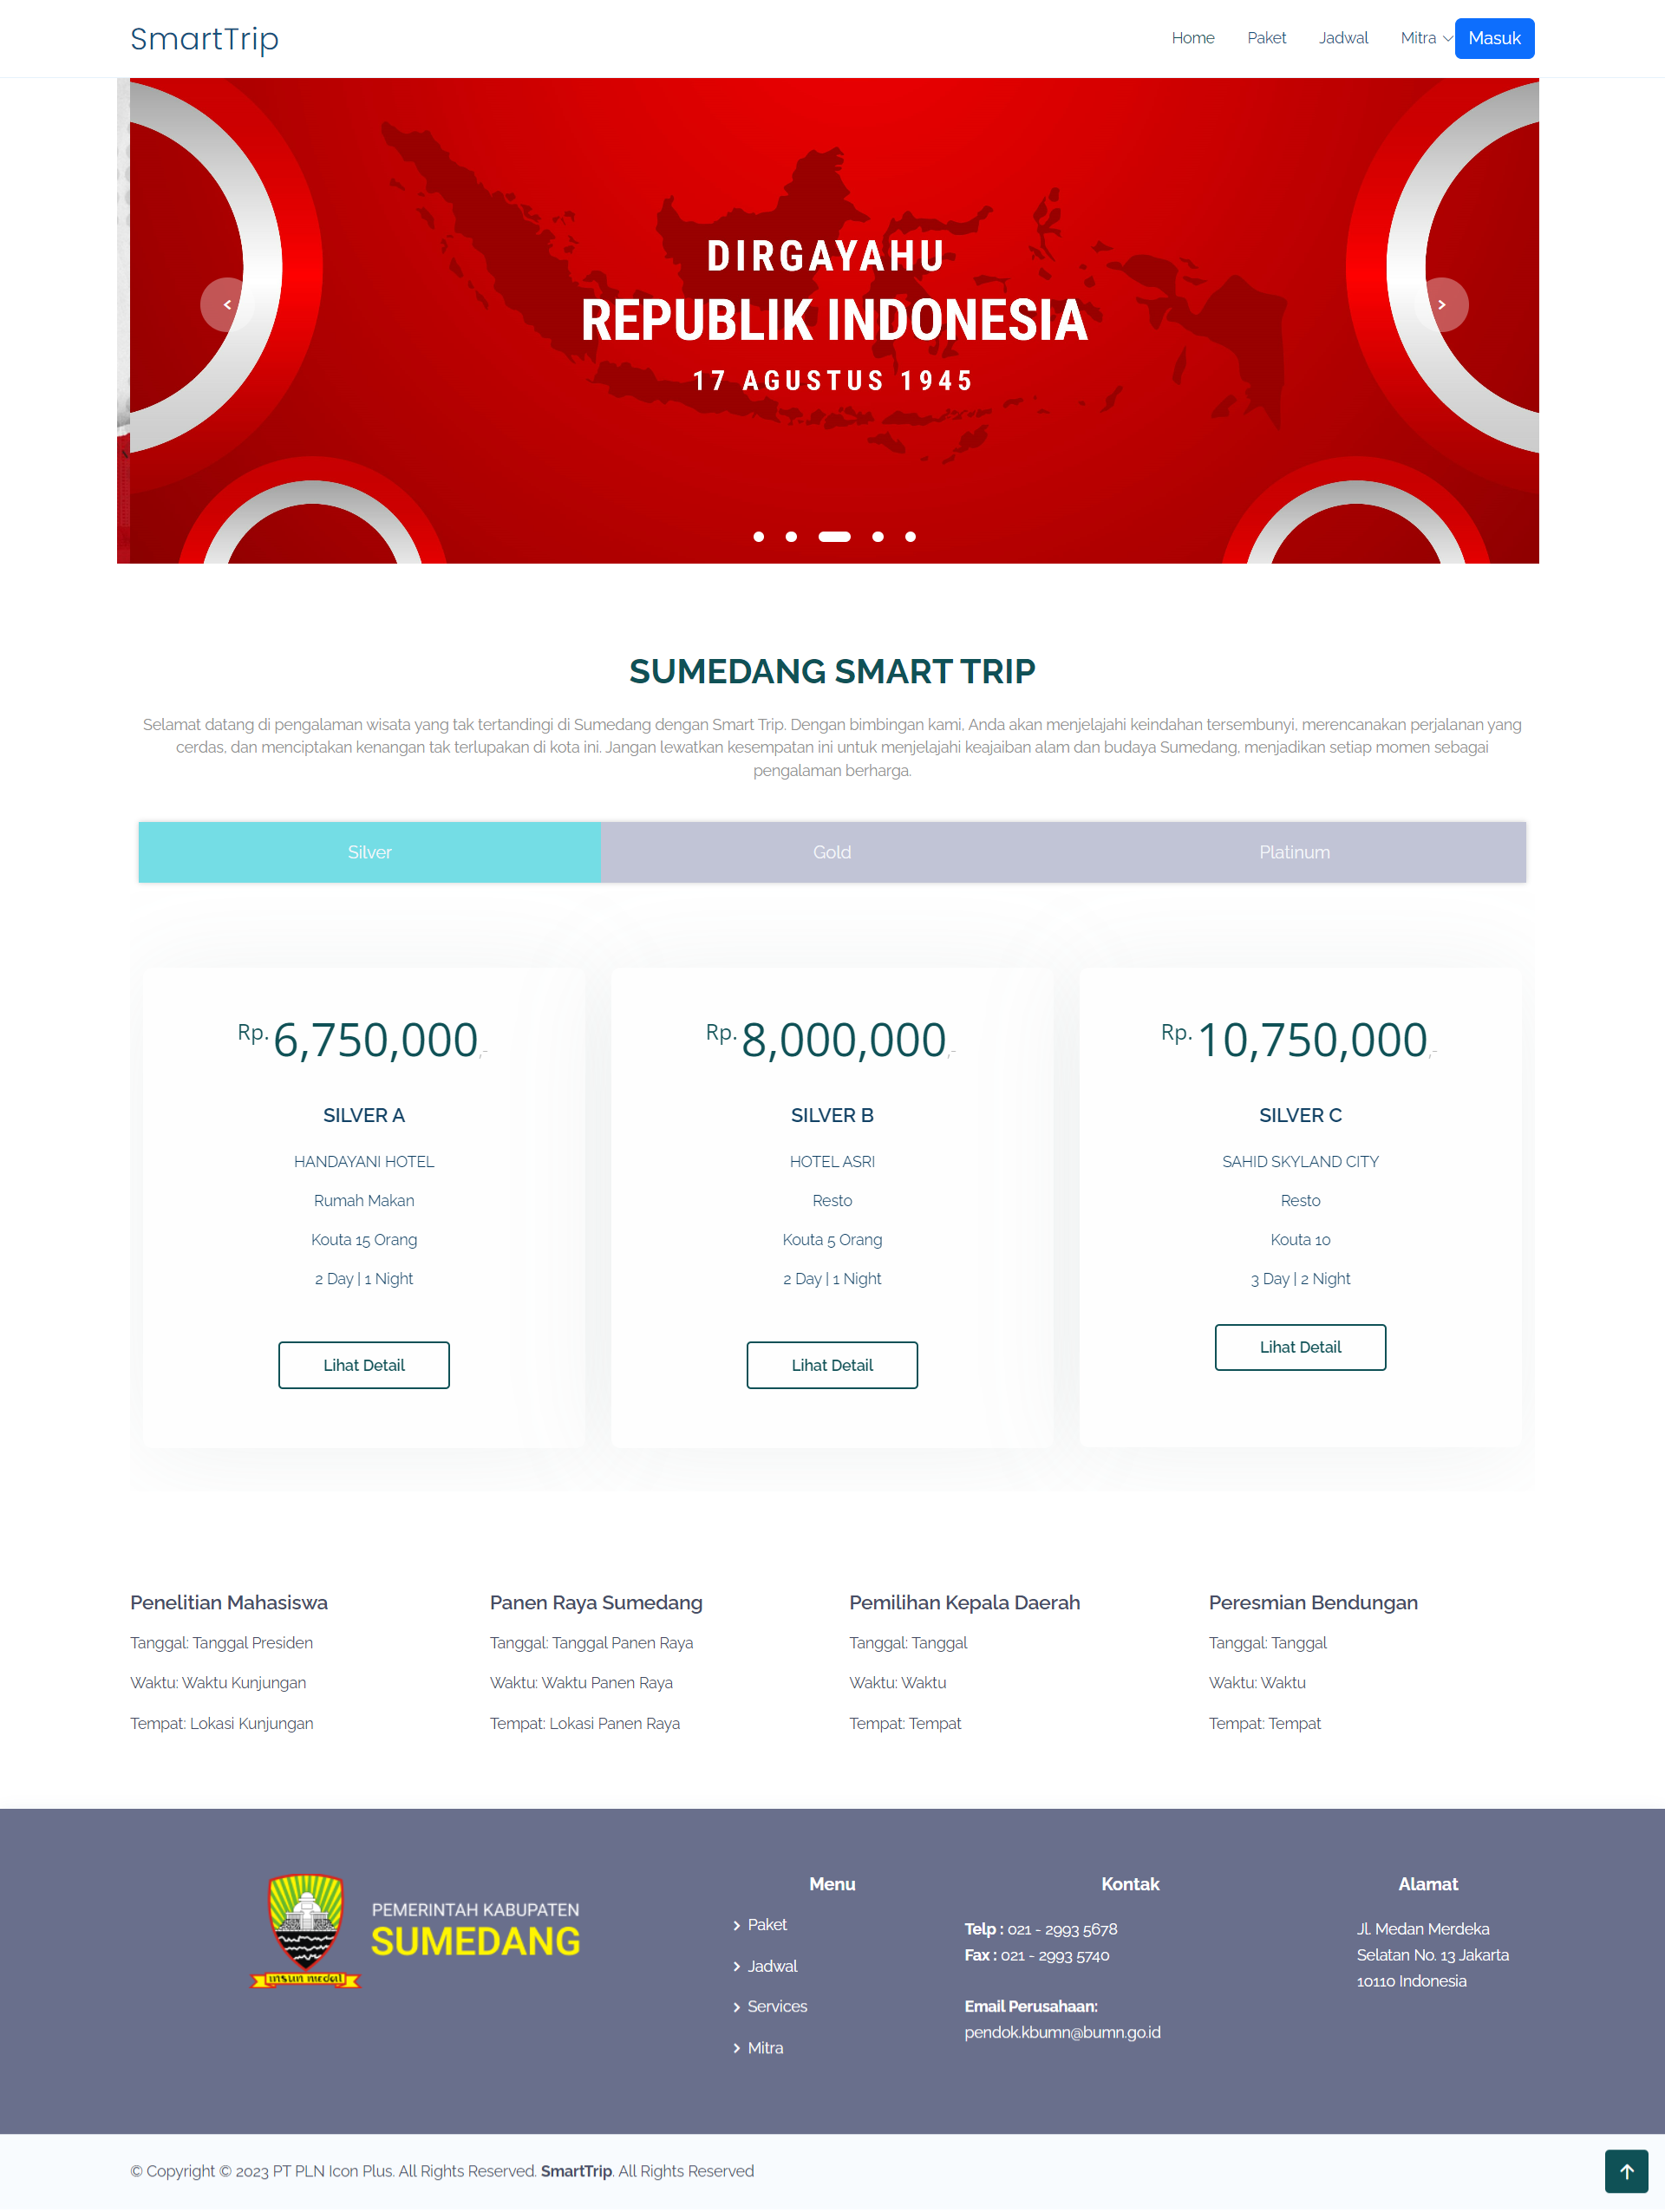 SmartTrip
Home Paket Jadwal Mitra Masuk
DIRGAYAHU
REPUBLIK INDONESIA
17 AGUSTUS 1945
SUMEDANG SMART TRIP
Selamat datang di pengalaman wisata yang tak tertandingi di Sumedang dengan Smart Trip. Dengan bimbingan kami, Anda akan menjelajahi keindahan tersembunyi, merencanakan perjalanan yang
cerdas, dan menciptakan kenangan tak terlupakan di kota ini. Jangan lewatkan kesempatan ini untuk menjelajahi keajaiban alam dan budaya Sumedang, menjadikan setiap momen sebagai
pengalaman berharga.
Silver Gold Platinum
Rp. 6,750,000,-
SILVER A
HANDAYANI HOTEL
Rumah Makan
Kouta 15 Orang
2 Day | 1 Night
Lihat Detail
Rp. 8,000,000,-
SILVER B
HOTEL ASRI
Resto
Kouta 5 Orang
2 Day | 1 Night
Lihat Detail
Rp. 10,750,000,-
SILVER C
SAHID SKYLAND CITY
Resto
Kouta 10
3 Day | 2 Night
Lihat Detail
Penelitian Mahasiswa
Tanggal: Tanggal Presiden
Waktu: Waktu Kunjungan
Tempat: Lokasi Kunjungan
Panen Raya Sumedang
Tanggal: Tanggal Panen Raya
Waktu: Waktu Panen Raya
Tempat: Lokasi Panen Raya
Pemilihan Kepala Daerah
Tanggal: Tanggal
Waktu: Waktu
Tempat: Tempat
Peresmian Bendungan
Tanggal: Tanggal
Waktu: Waktu
Tempat: Tempat
insun medal
PEMERINTAH KABUPATEN
SUMEDANG
Menu
Paket
Jadwal
Services
Mitra
Kontak
Telp : 021 - 2993 5678
Fax : 021 - 2993 5740
Email Perusahaan:
pendok.kbumn@bumn.go.id
Alamat
Jl. Medan Merdeka
Selatan No. 13 Jakarta
10110 Indonesia
© Copyright © 2023 PT PLN Icon Plus. All Rights Reserved. SmartTrip. All Rights Reserved